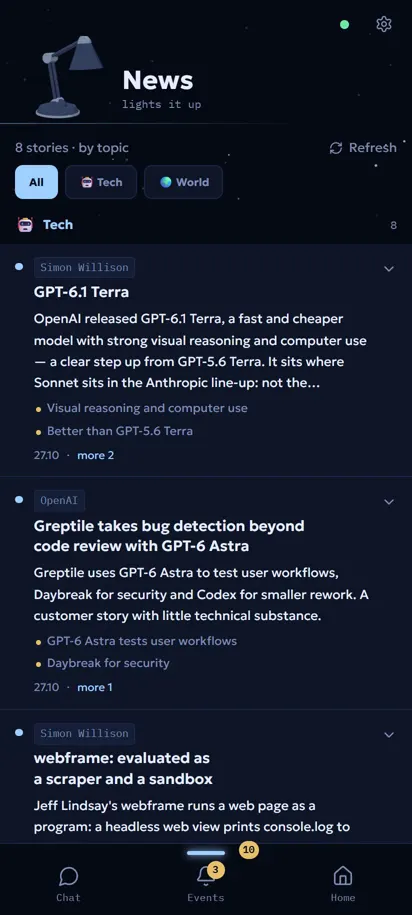 News
lights it up
8 stories · by topic
Refresh
All
Tech
World
Tech
8
Simon Willison
GPT-6.1 Terra
OpenAI released GPT-6.1 Terra, a fast and cheaper
model with strong visual reasoning and computer use
— a clear step up from GPT-5.6 Terra. It sits where
Sonnet sits in the Anthropic line-up: not the…
Visual reasoning and computer use
Better than GPT-5.6 Terra
27.10 · more 2
OpenAI
Greptile takes bug detection beyond
code review with GPT-6 Astra
Greptile uses GPT-6 Astra to test user workflows,
Daybreak for security and Codex for smaller rework. A
customer story with little technical substance.
GPT-6 Astra tests user workflows
Daybreak for security
27.10 · more 1
Simon Willison
webframe: evaluated as
a scraper and a sandbox
Jeff Lindsay's webframe runs a web page as a
program: a headless web view prints console.log to
10
3
Chat
Events
Home